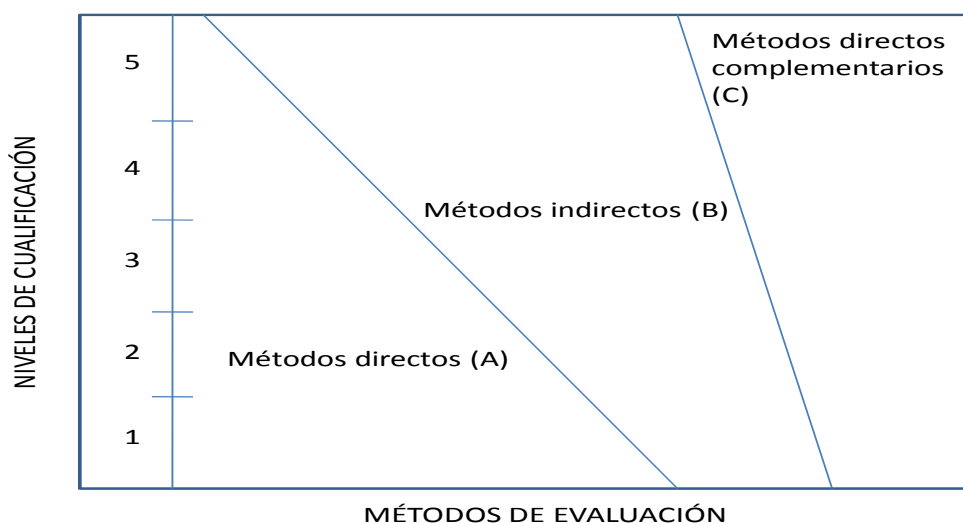 Métodos directos
complementarios
(C)
5
4
Métodos indirectos (B)
3
2
Métodos directos (A)
1
NIVELES DE CUALIFICACIÓN
MÉTODOS DE EVALUACIÓN